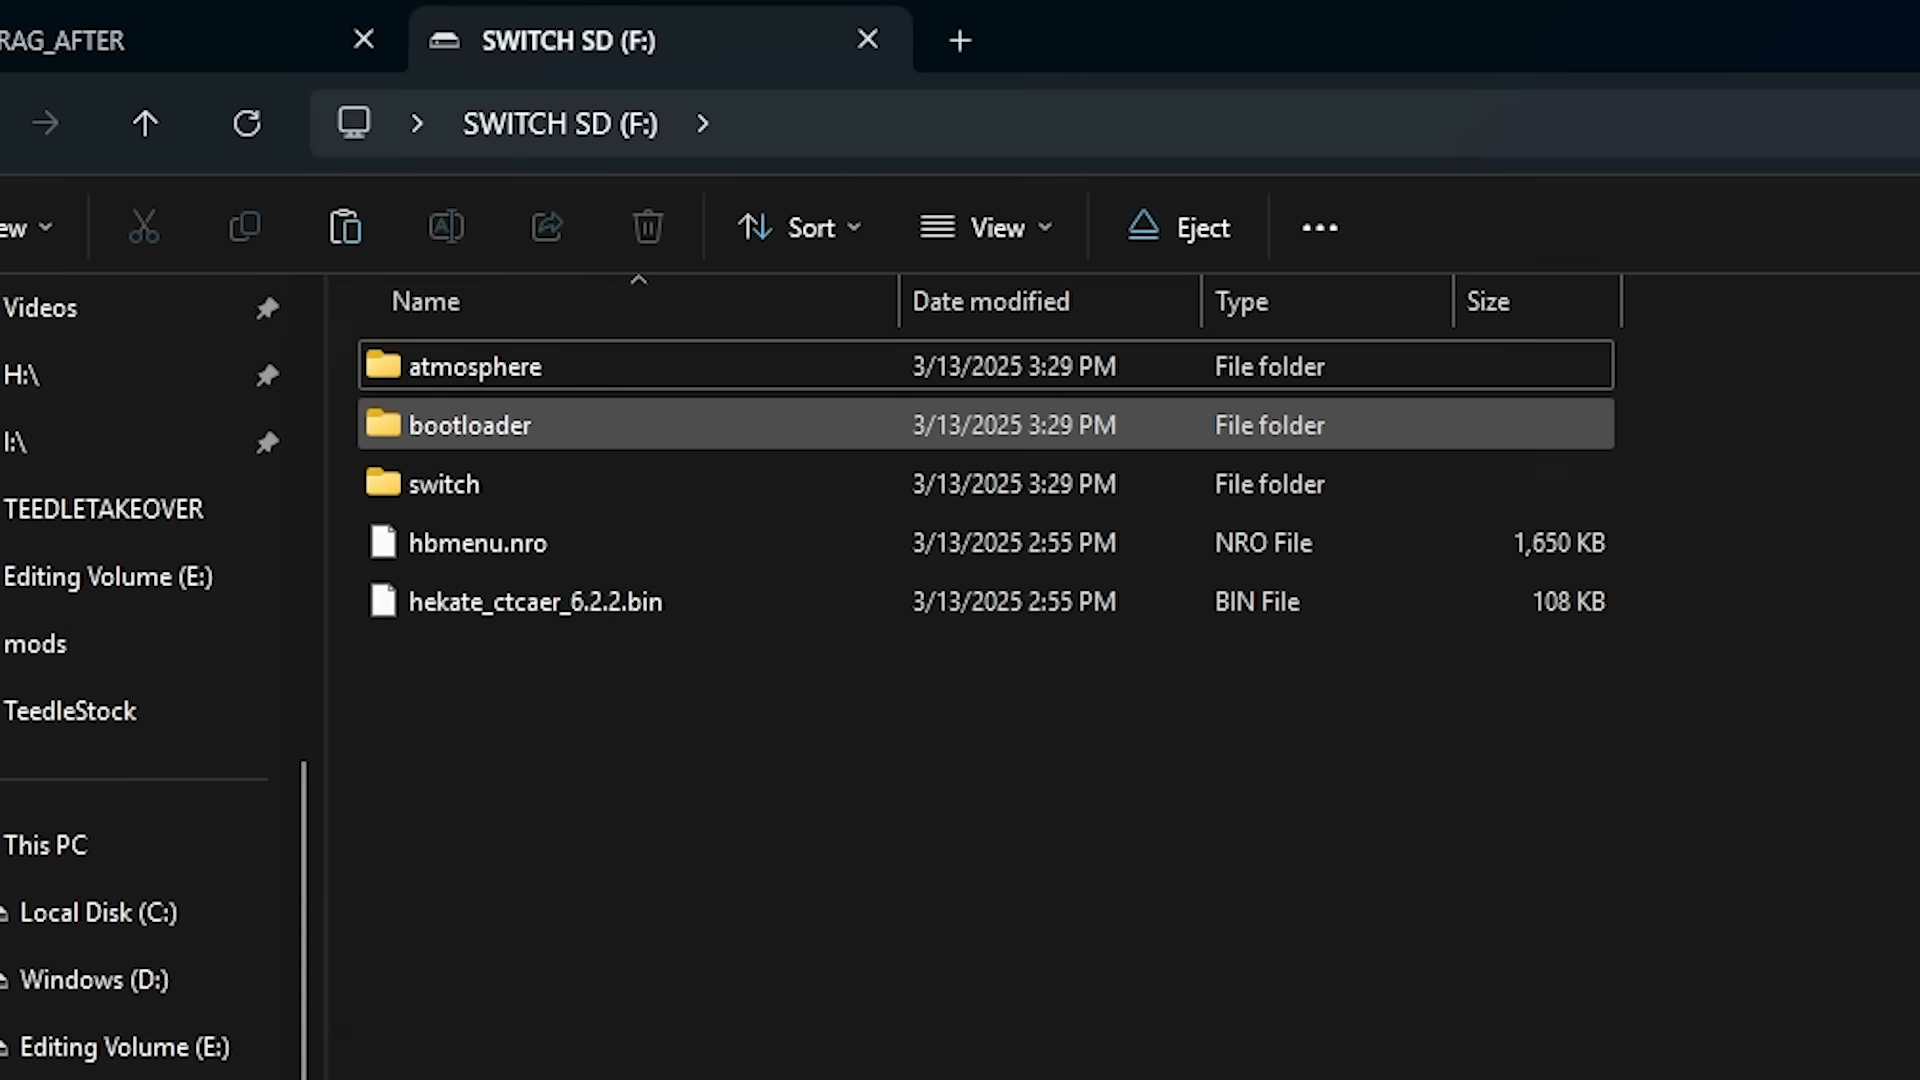 RAG_AFTER
SWITCH SD (F:)
SWITCH SD (F:)
ew
Sort
View
Eject
Name
Date modified
Type
Size
Videos
H:\
I:\
TEEDLETAKEOVER
Editing Volume (E:)
mods
TeedleStock
This PC
Local Disk (C:)
Windows (D:)
Editing Volume (E:)
atmosphere 3/13/2025 3:29 PM File folder
bootloader 3/13/2025 3:29 PM File folder
switch 3/13/2025 3:29 PM File folder
hbmenu.nro 3/13/2025 2:55 PM NRO File 1,650 KB
hekate_ctcaer_6.2.2.bin 3/13/2025 2:55 PM BIN File 108 KB